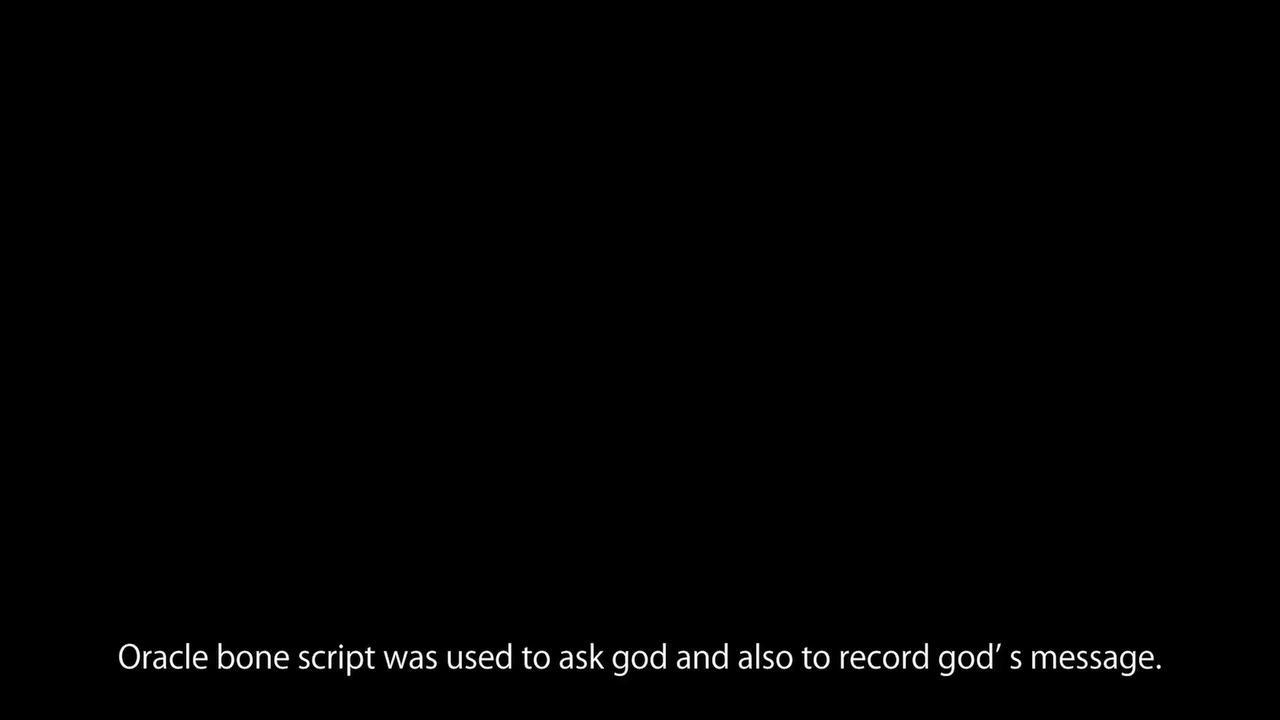 Oracle bone script was used to ask god and also to record god’ s message.